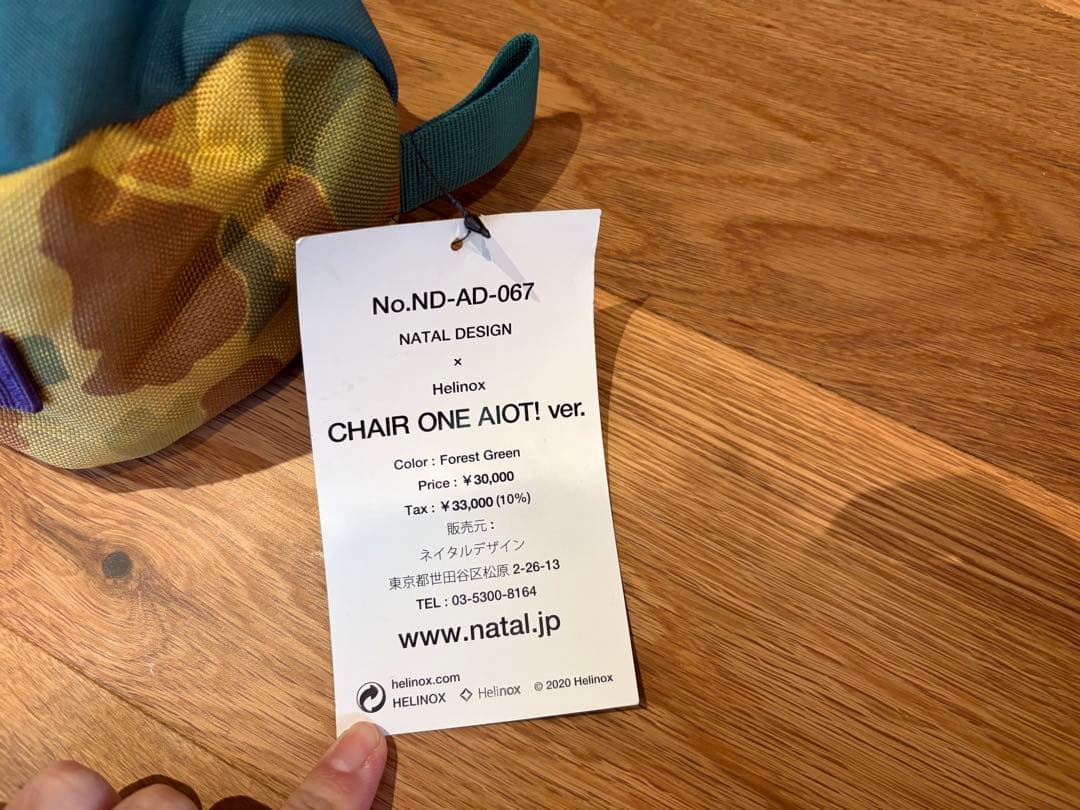 No.ND-AD-067
NATAL DESIGN
×
Helinox
CHAIR ONE AIOT! ver.
Color : Forest Green
Price : ¥30,000
Tax : ¥33,000 (10%)
販売元 :
ネイタルデザイン
東京都世田谷区松原 2-26-13
TEL : 03-5300-8164
www.natal.jp
helinox.com
HELINOX
Helinox
© 2020 Helinox